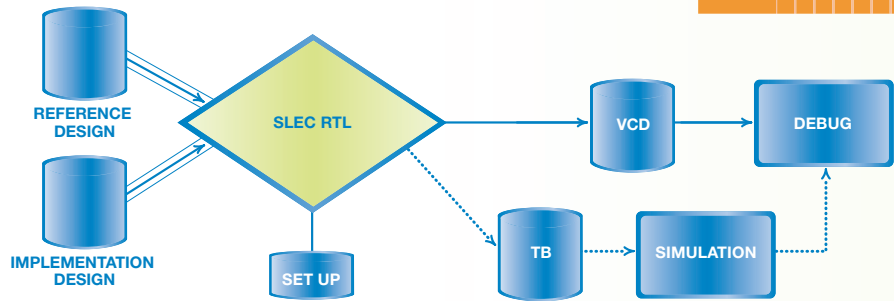 REFERENCE
DESIGN
SLEC RTL
VCD
DEBUG
IMPLEMENTATION
DESIGN
SET UP
TB
SIMULATION